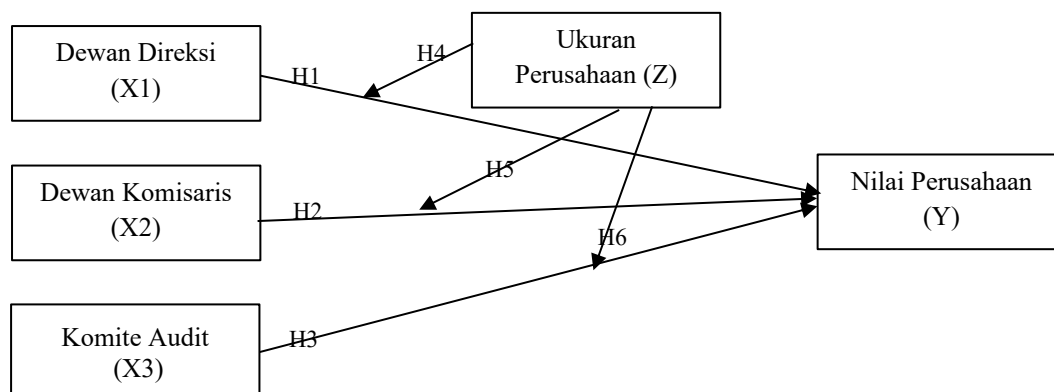 Dewan Direksi
(X1)
H1
H4
Ukuran
Perusahaan (Z)
Dewan Komisaris
(X2)
H2
H5
Nilai Perusahaan
(Y)
H6
Komite Audit
(X3)
H3